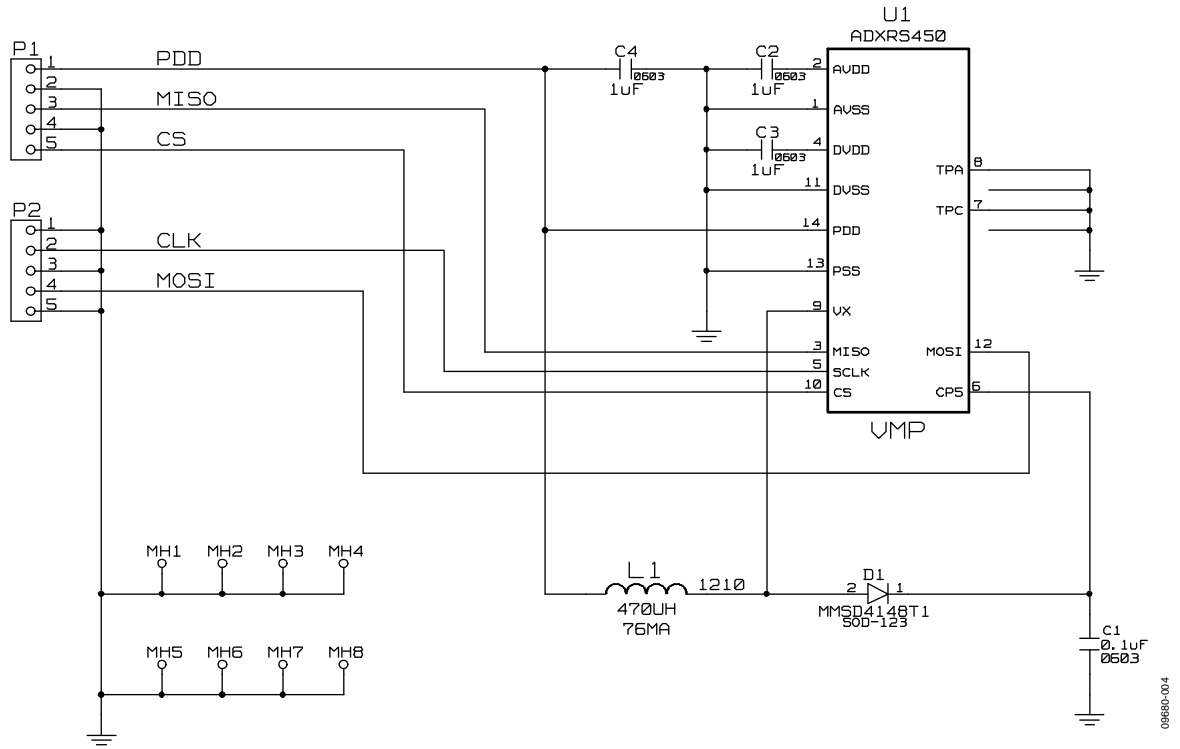 U1
ADXRS450
P1
1
2
3
4
5
PDD
MISO
CS
C4
0603
1uF
C2
0603
1uF
C3
0603
1uF
2 AVDD
1 AVSS
4 DVDD
11 DVSS
14 PDD
13 PSS
9 VX
3 MISO
5 SCLK
10 CS
TPA 8
TPC 7
MOSI 12
CP5 6
VMP
P2
1
2
3
4
5
CLK
MOSI
MH1 MH2 MH3 MH4
MH5 MH6 MH7 MH8
L1
1210
470UH
76MA
D1
2 1
MMSD4148T1
SOD-123
C1
0.1uF
0603
09680-004